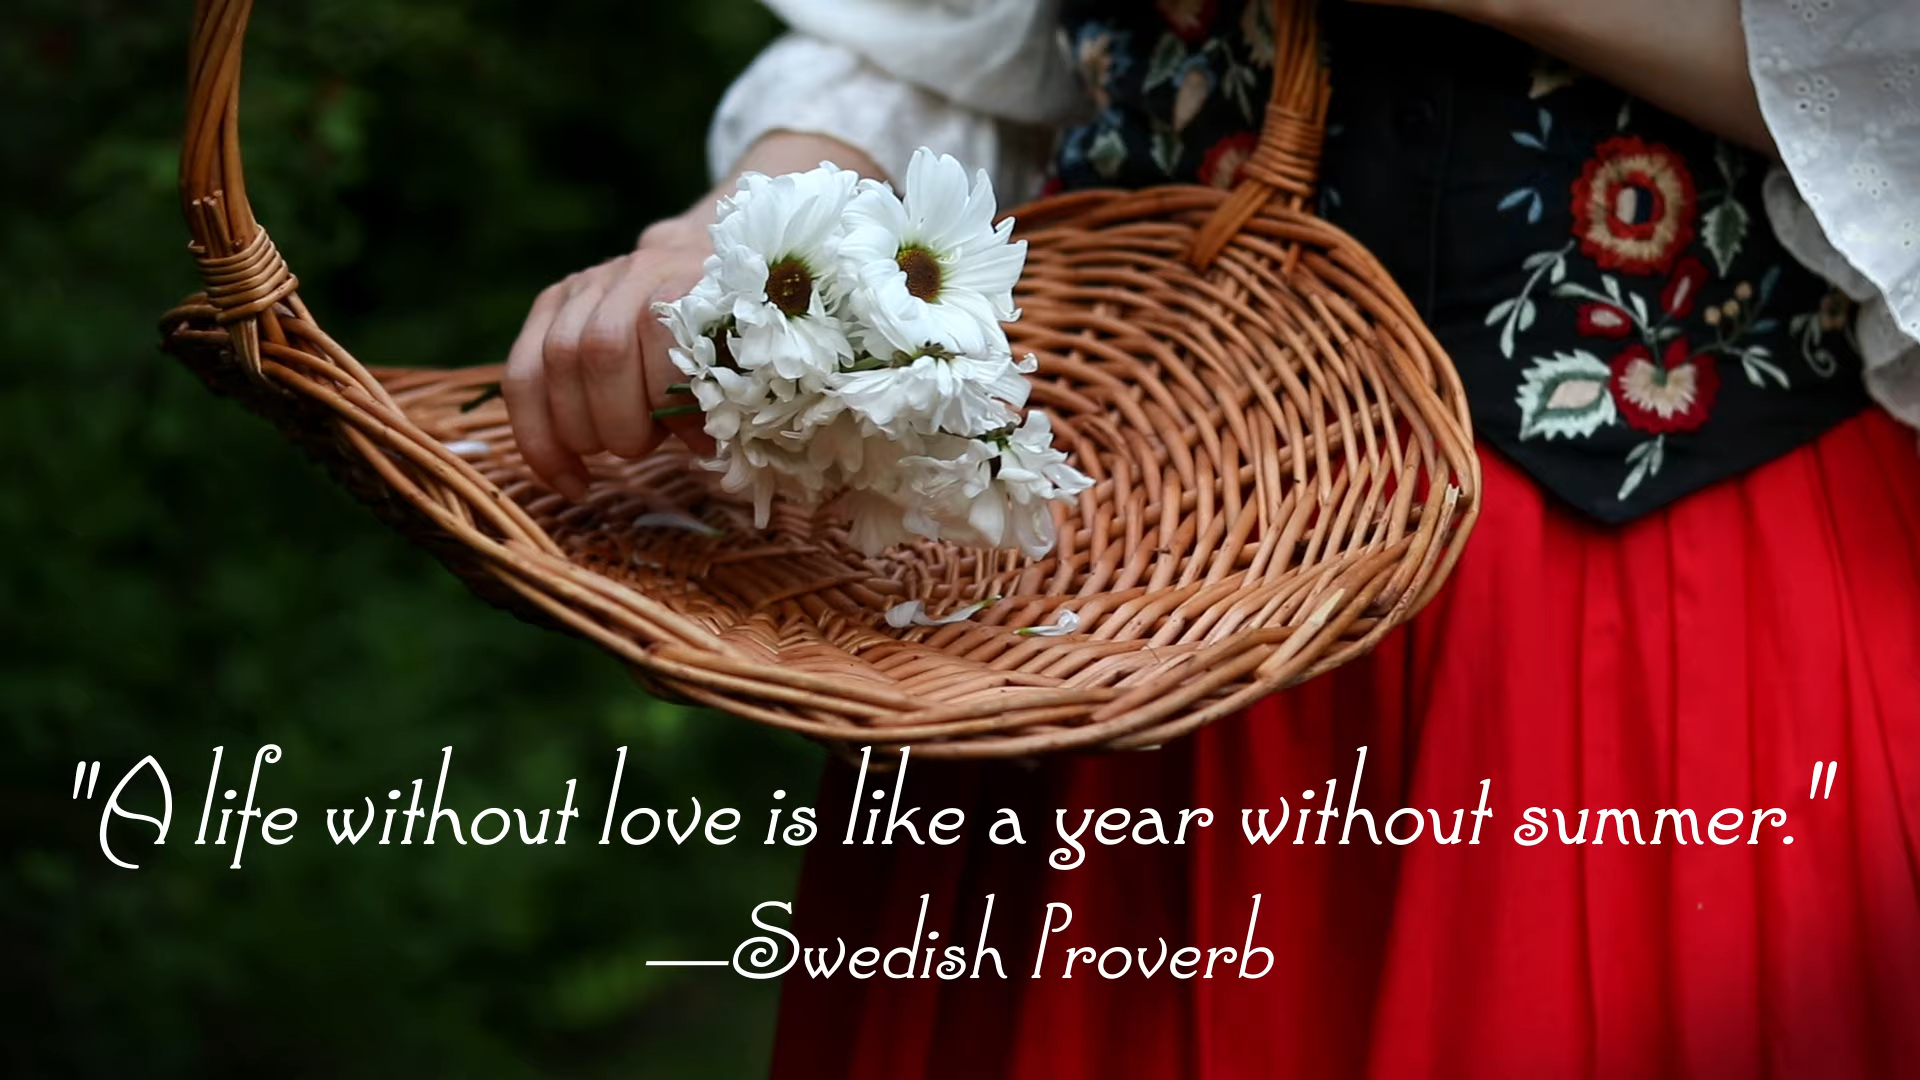 "A life without love is like a year without summer."
—Swedish Proverb